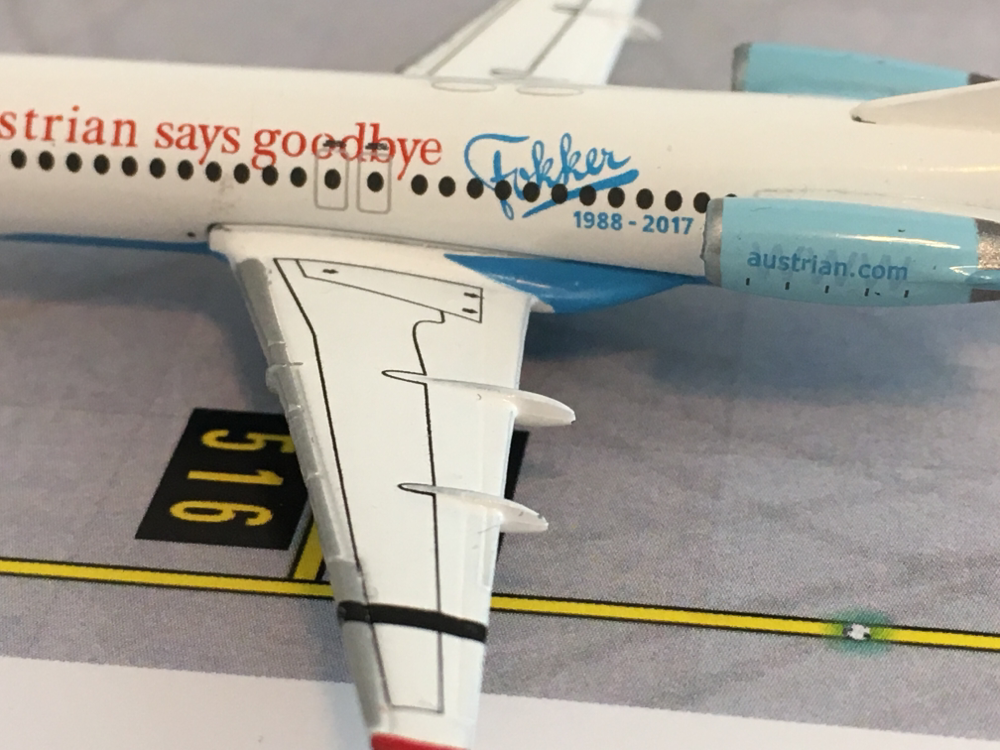 strian says goodbye
Fokker
1988 - 2017
austrian.com
516